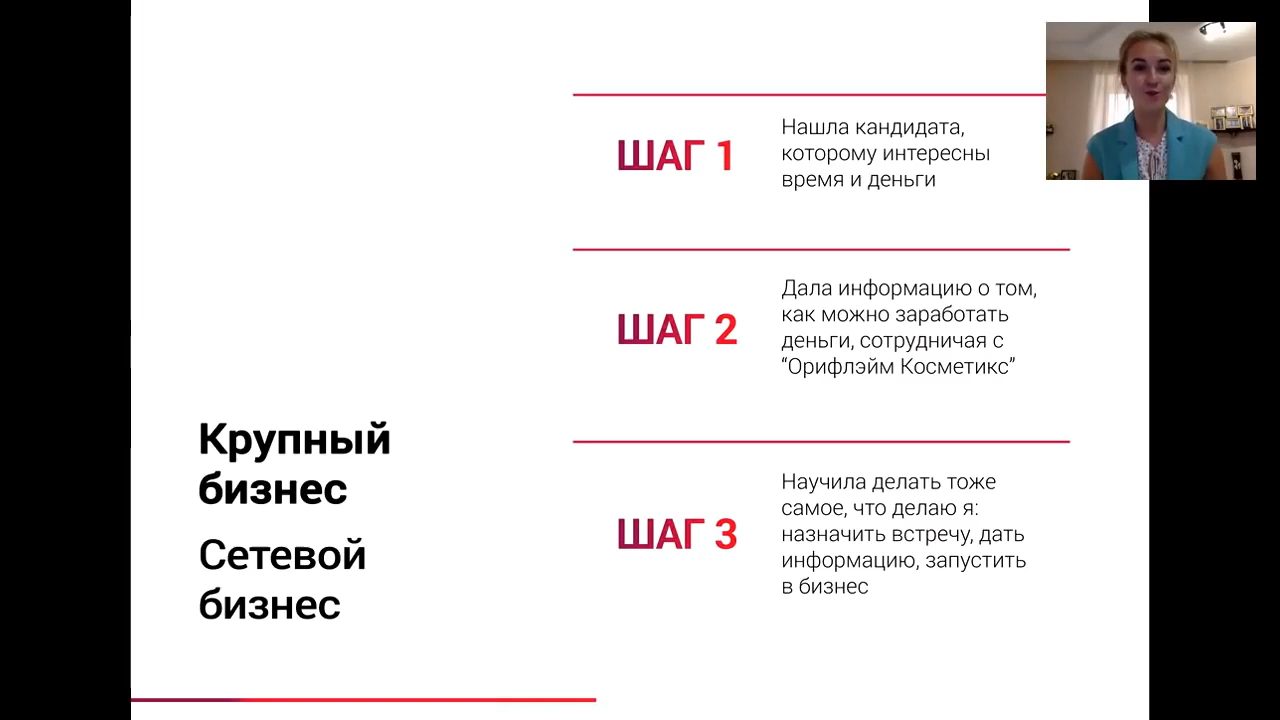 Крупный
бизнес
Сетевой
бизнес
ШАГ 1
Нашла кандидата,
которому интересны
время и деньги
ШАГ 2
Дала информацию о том,
как можно заработать
деньги, сотрудничая с
“Орифлэйм Косметикс”
ШАГ 3
Научила делать тоже
самое, что делаю я:
назначить встречу, дать
информацию, запустить
в бизнес